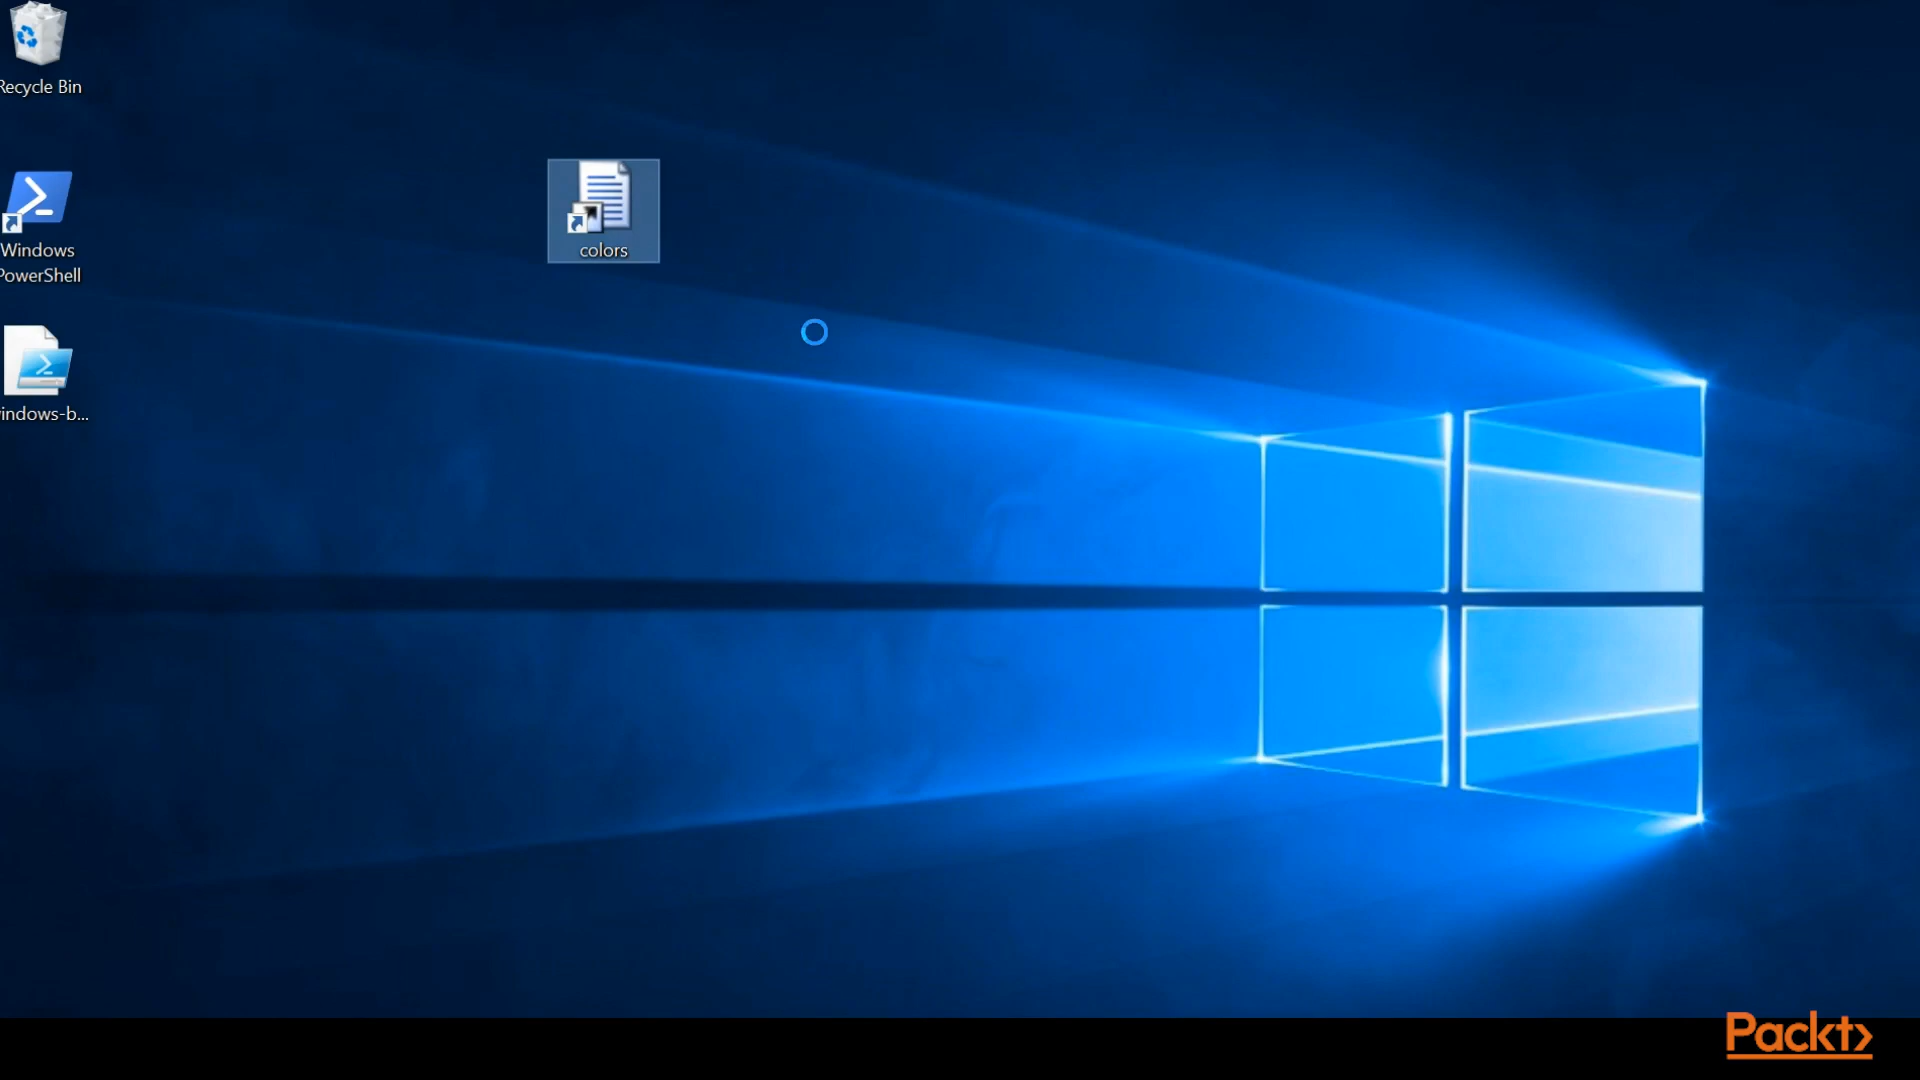 Recycle Bin
Windows
PowerShell
indows-b...
colors
Packt>